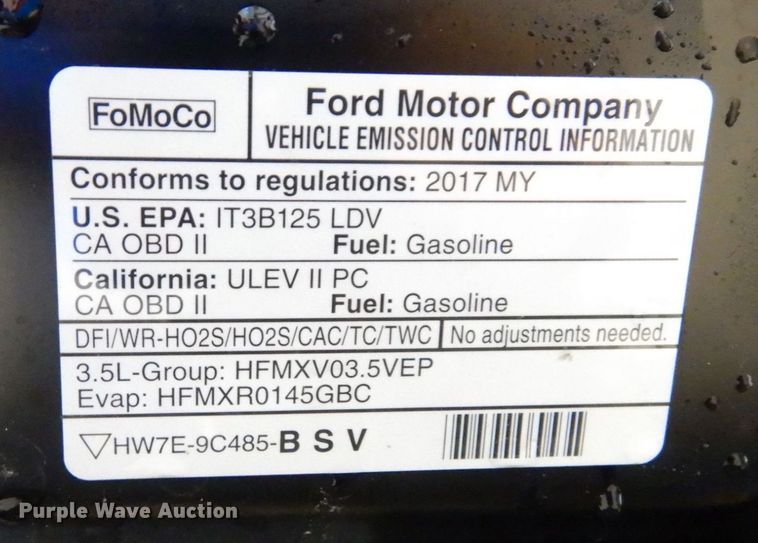 FoMoCo
Ford Motor Company
VEHICLE EMISSION CONTROL INFORMATION
Conforms to regulations: 2017 MY
U.S. EPA: IT3B125 LDV
CA OBD II Fuel: Gasoline
California: ULEV II PC
CA OBD II Fuel: Gasoline
DFI/WR-HO2S/HO2S/CAC/TC/TWC No adjustments needed.
3.5L-Group: HFMXV03.5VEP
Evap: HFMXR0145GBC
HW7E-9C485-B S V
Purple Wave Auction